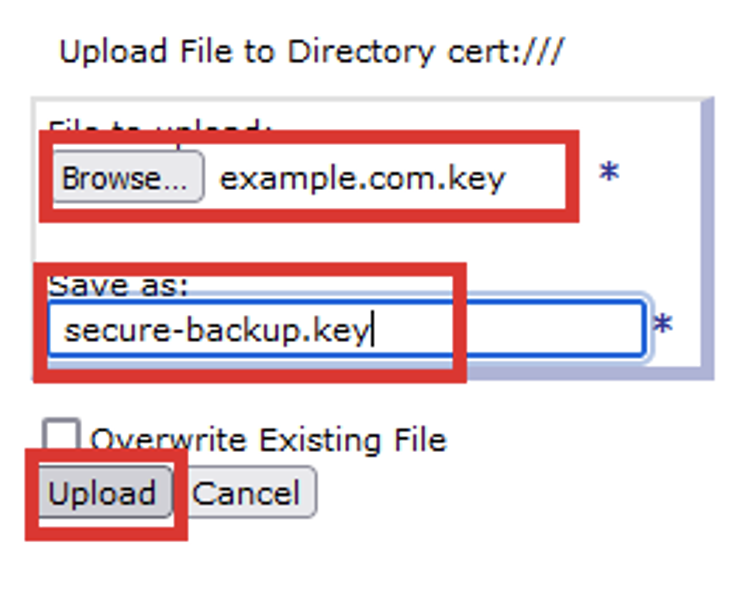 Upload File to Directory cert:///
File to upload:
Browse... example.com.key *
Save as:
secure-backup.key *
Overwrite Existing File
Upload Cancel